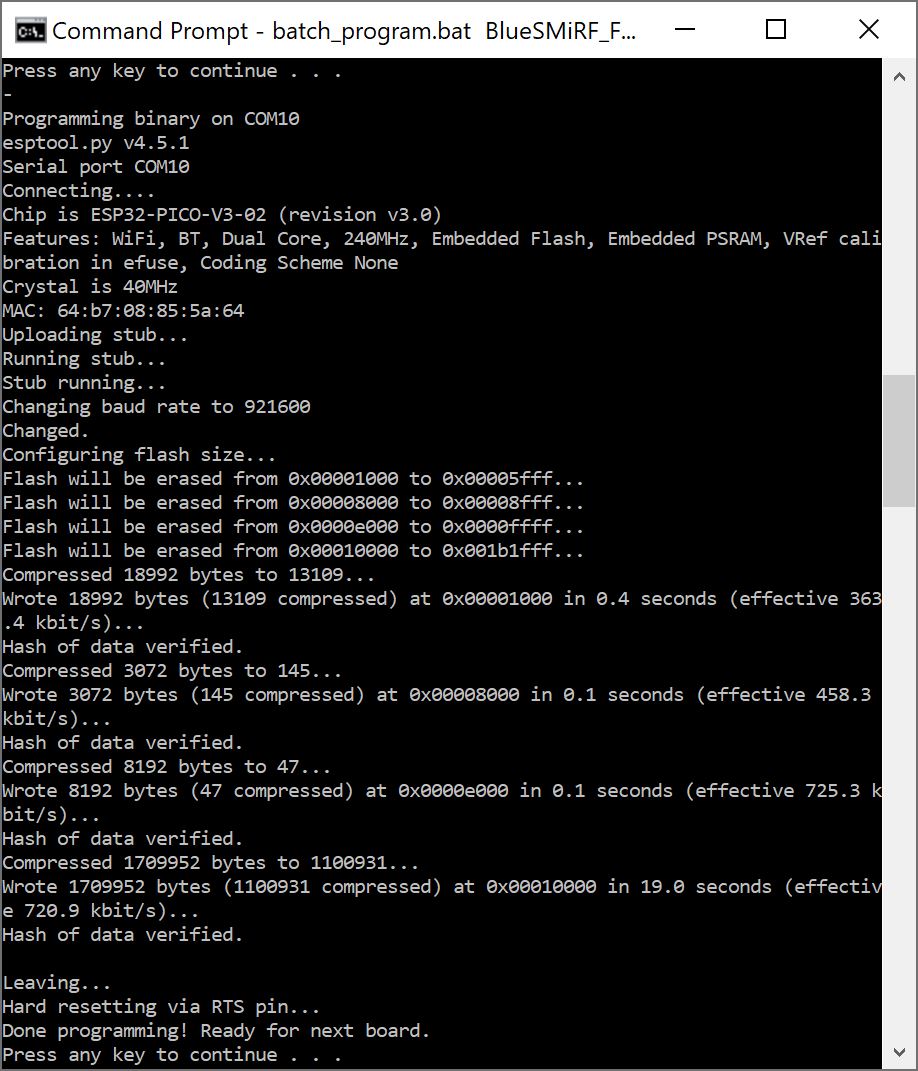 Command Prompt - batch_program.bat  BlueSMiRF_F...
Press any key to continue . . .
-
Programming binary on COM10
esptool.py v4.5.1
Serial port COM10
Connecting....
Chip is ESP32-PICO-V3-02 (revision v3.0)
Features: WiFi, BT, Dual Core, 240MHz, Embedded Flash, Embedded PSRAM, VRef cali
bration in efuse, Coding Scheme None
Crystal is 40MHz
MAC: 64:b7:08:85:5a:64
Uploading stub...
Running stub...
Stub running...
Changing baud rate to 921600
Changed.
Configuring flash size...
Flash will be erased from 0x00001000 to 0x00005fff...
Flash will be erased from 0x00008000 to 0x00008fff...
Flash will be erased from 0x0000e000 to 0x0000ffff...
Flash will be erased from 0x00010000 to 0x001b1fff...
Compressed 18992 bytes to 13109...
Wrote 18992 bytes (13109 compressed) at 0x00001000 in 0.4 seconds (effective 363
.4 kbit/s)...
Hash of data verified.
Compressed 3072 bytes to 145...
Wrote 3072 bytes (145 compressed) at 0x00008000 in 0.1 seconds (effective 458.3
kbit/s)...
Hash of data verified.
Compressed 8192 bytes to 47...
Wrote 8192 bytes (47 compressed) at 0x0000e000 in 0.1 seconds (effective 725.3 k
bit/s)...
Hash of data verified.
Compressed 1709952 bytes to 1100931...
Wrote 1709952 bytes (1100931 compressed) at 0x00010000 in 19.0 seconds (effectiv
e 720.9 kbit/s)...
Hash of data verified.
Leaving...
Hard resetting via RTS pin...
Done programming! Ready for next board.
Press any key to continue . . .